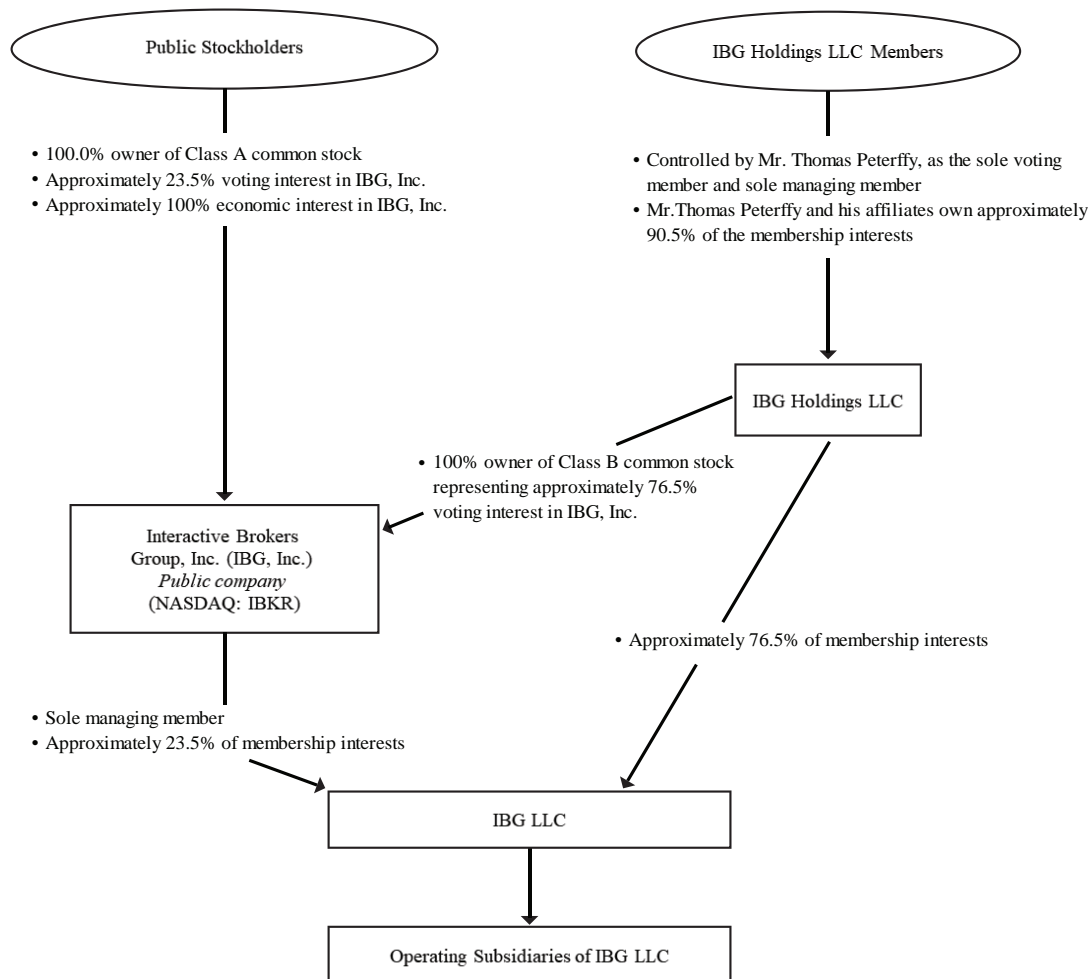 Public Stockholders
IBG Holdings LLC Members
• 100.0% owner of Class A common stock
• Approximately 23.5% voting interest in IBG, Inc.
• Approximately 100% economic interest in IBG, Inc.
• Controlled by Mr. Thomas Peterffy, as the sole voting
member and sole managing member
• Mr.Thomas Peterffy and his affiliates own approximately
90.5% of the membership interests
IBG Holdings LLC
• 100% owner of Class B common stock
representing approximately 76.5%
voting interest in IBG, Inc.
Interactive Brokers
Group, Inc. (IBG, Inc.)
Public company
(NASDAQ: IBKR)
• Approximately 76.5% of membership interests
• Sole managing member
• Approximately 23.5% of membership interests
IBG LLC
Operating Subsidiaries of IBG LLC